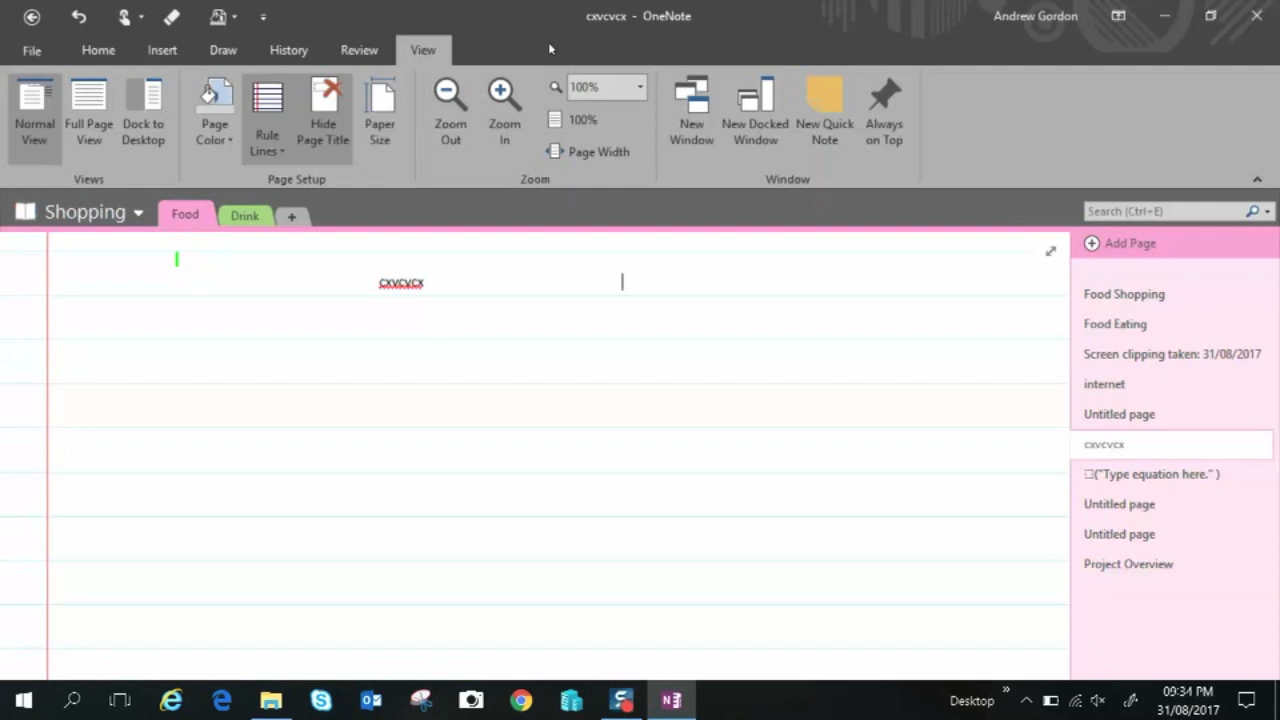 cxvcvcx - OneNote
Andrew Gordon
File Home Insert Draw History Review View
Normal View
Full Page View
Dock to Desktop
Views
Page Color
Rule Lines
Hide Page Title
Paper Size
Page Setup
Zoom Out
Zoom In
100%
100%
Page Width
Zoom
New Window
New Docked Window
New Quick Note
Always on Top
Window
Shopping
Food
Drink
Search (Ctrl+E)
cxvcvcx
Add Page
Food Shopping
Food Eating
Screen clipping taken: 31/08/2017
internet
Untitled page
cxvcvcx
□("Type equation here." )
Untitled page
Untitled page
Project Overview
Desktop
09:34 PM
31/08/2017